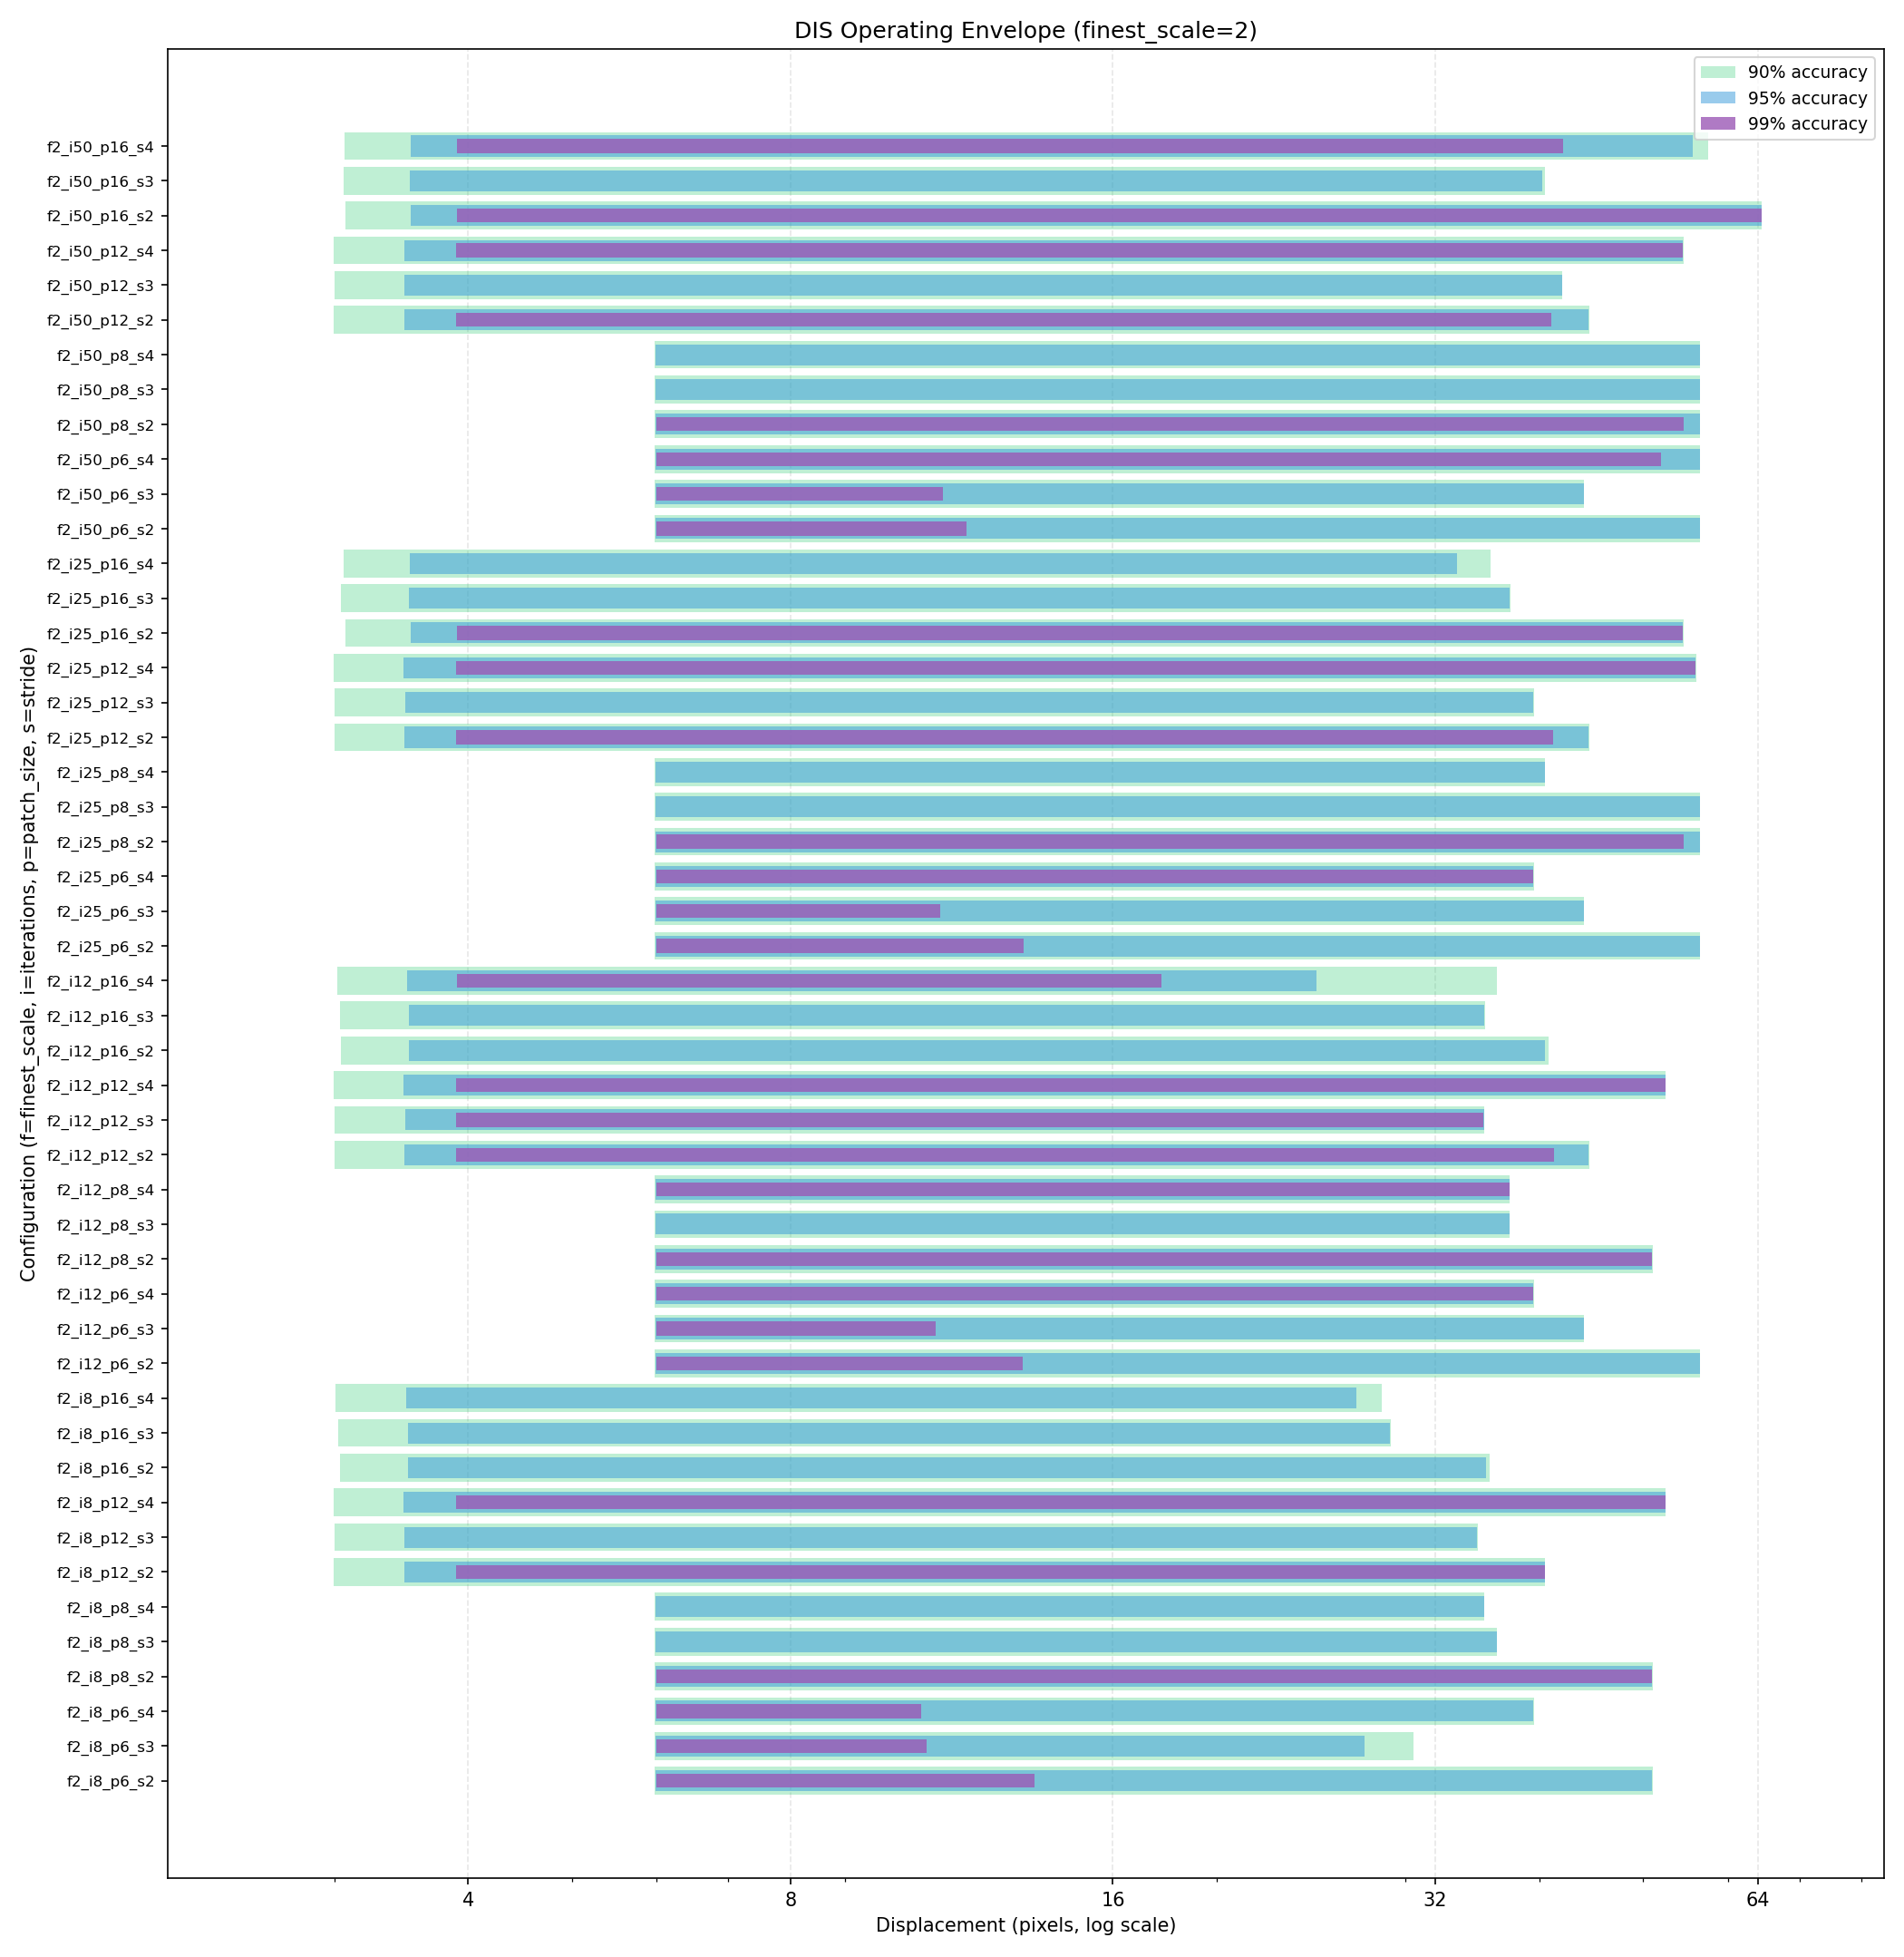 DIS Operating Envelope (finest_scale=2)
90% accuracy
95% accuracy
99% accuracy
Configuration (f=finest_scale, i=iterations, p=patch_size, s=stride)
f2_i50_p16_s4
f2_i50_p16_s3
f2_i50_p16_s2
f2_i50_p12_s4
f2_i50_p12_s3
f2_i50_p12_s2
f2_i50_p8_s4
f2_i50_p8_s3
f2_i50_p8_s2
f2_i50_p6_s4
f2_i50_p6_s3
f2_i50_p6_s2
f2_i25_p16_s4
f2_i25_p16_s3
f2_i25_p16_s2
f2_i25_p12_s4
f2_i25_p12_s3
f2_i25_p12_s2
f2_i25_p8_s4
f2_i25_p8_s3
f2_i25_p8_s2
f2_i25_p6_s4
f2_i25_p6_s3
f2_i25_p6_s2
f2_i12_p16_s4
f2_i12_p16_s3
f2_i12_p16_s2
f2_i12_p12_s4
f2_i12_p12_s3
f2_i12_p12_s2
f2_i12_p8_s4
f2_i12_p8_s3
f2_i12_p8_s2
f2_i12_p6_s4
f2_i12_p6_s3
f2_i12_p6_s2
f2_i8_p16_s4
f2_i8_p16_s3
f2_i8_p16_s2
f2_i8_p12_s4
f2_i8_p12_s3
f2_i8_p12_s2
f2_i8_p8_s4
f2_i8_p8_s3
f2_i8_p8_s2
f2_i8_p6_s4
f2_i8_p6_s3
f2_i8_p6_s2
4 8 16 32 64
Displacement (pixels, log scale)